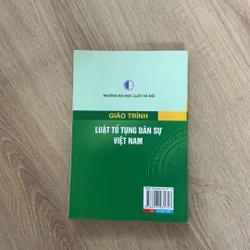 TRƯỜNG ĐẠI HỌC LUẬT HÀ NỘI
GIÁO TRÌNH
LUẬT TỐ TỤNG DÂN SỰ
VIỆT NAM